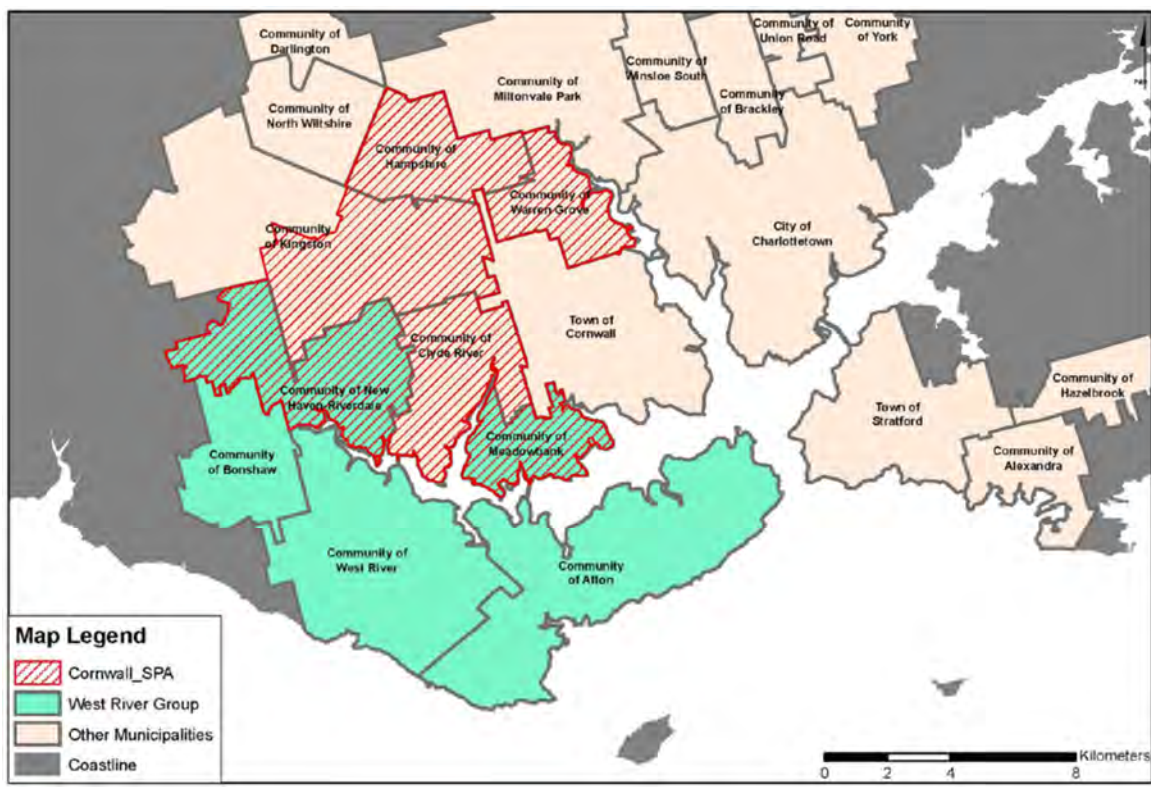 Community of
Darlington
Community of
North Wiltshire
Community of
Miltonvale Park
Community of
Winsloe South
Community of
Union Road
Community
of York
Community
of Brackley
Community of
Hampshire
Community of
Warren Grove
Community
of Kingston
City of
Charlottetown
Town of
Cornwall
Community of
Clyde River
Community of New
Haven-Riverdale
Community of
Meadowbank
Community
of Bonshaw
Community of
West River
Community
of Afton
Town of
Stratford
Community of
Hazelbrook
Community of
Alexandra
Map Legend
Cornwall_SPA
West River Group
Other Municipalities
Coastline
Kilometers
0 2 4 8